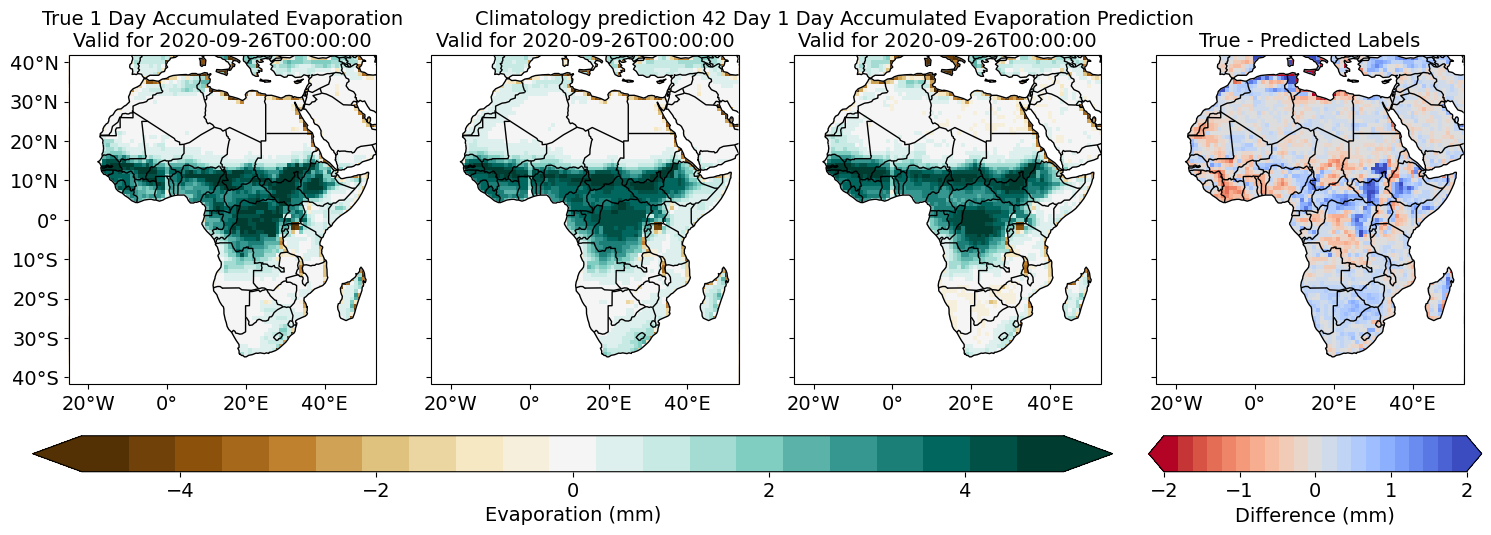 True 1 Day Accumulated Evaporation
Valid for 2020-09-26T00:00:00
Climatology prediction 42 Day 1 Day Accumulated Evaporation Prediction
Valid for 2020-09-26T00:00:00
Valid for 2020-09-26T00:00:00
True - Predicted Labels
40°N
30°N
20°N
10°N
0°
10°S
20°S
30°S
40°S
20°W 0° 20°E 40°E
20°W 0° 20°E 40°E
20°W 0° 20°E 40°E
20°W 0° 20°E 40°E
−4 −2 0 2 4
Evaporation (mm)
−2 −1 0 1 2
Difference (mm)